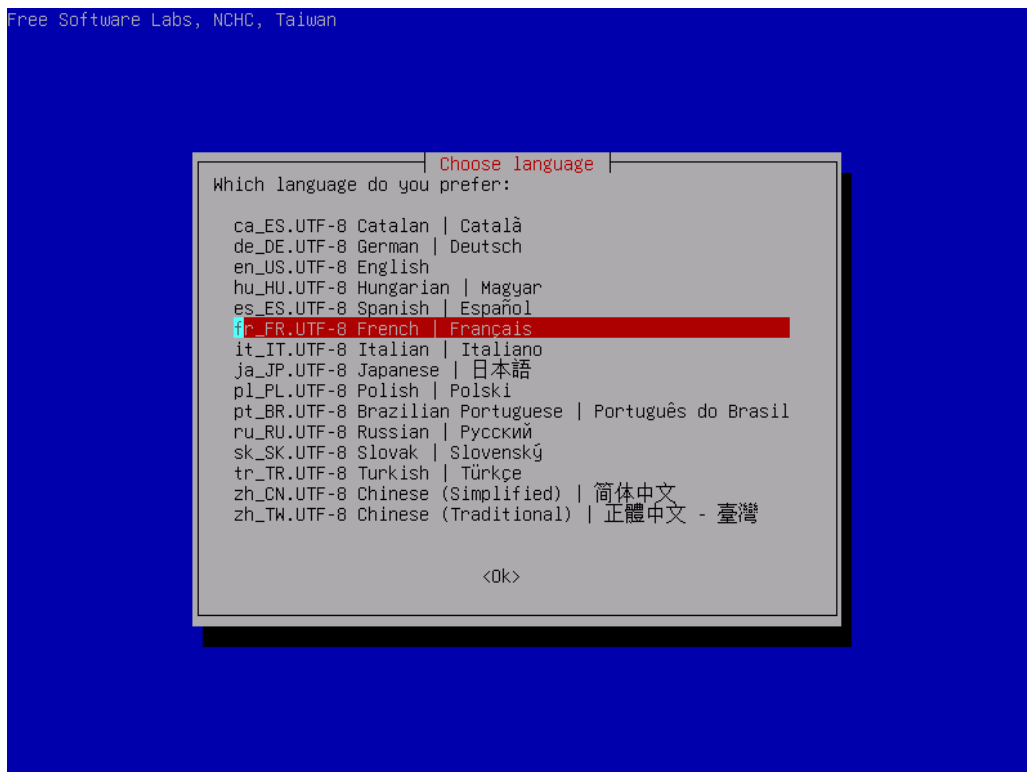 Free Software Labs, NCHC, Taiwan
Choose language
Which language do you prefer:
ca_ES.UTF-8 Catalan | Català
de_DE.UTF-8 German | Deutsch
en_US.UTF-8 English
hu_HU.UTF-8 Hungarian | Magyar
es_ES.UTF-8 Spanish | Español
fr_FR.UTF-8 French | Français
it_IT.UTF-8 Italian | Italiano
ja_JP.UTF-8 Japanese | 日本語
pl_PL.UTF-8 Polish | Polski
pt_BR.UTF-8 Brazilian Portuguese | Português do Brasil
ru_RU.UTF-8 Russian | Русский
sk_SK.UTF-8 Slovak | Slovenský
tr_TR.UTF-8 Turkish | Türkçe
zh_CN.UTF-8 Chinese (Simplified) | 简体中文
zh_TW.UTF-8 Chinese (Traditional) | 正體中文 - 臺灣
<Ok>